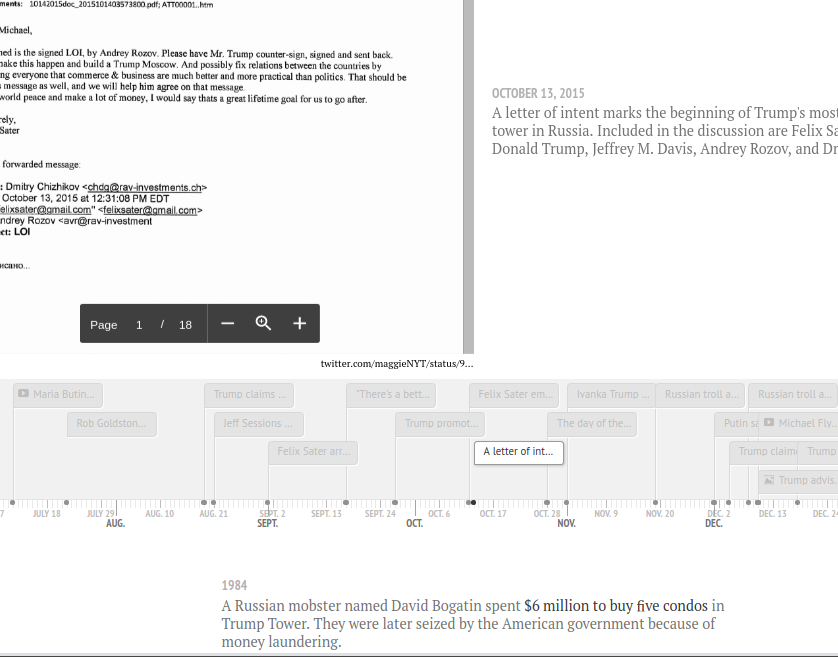 ments: 10142015doc_2015101403573800.pdf; ATT00001..htm
Michael,
ned is the signed LOI, by Andrey Rozov. Please have Mr. Trump counter-sign, signed and sent back.
make this happen and build a Trump Moscow. And possibly fix relations between the countries by
ng everyone that commerce & business are much better and more practical than politics. That should be
s message as well, and we will help him agree on that message.
world peace and make a lot of money, I would say thats a great lifetime goal for us to go after.
rely,
Sater
forwarded message:
: Dmitry Chizhikov <chdg@rav-investments.ch>
October 13, 2015 at 12:31:08 PM EDT
elixsater@gmail.com" <felixsater@gmail.com>
ndrey Rozov <avr@rav-investment
ct: LOI
исано...
Page 1 / 18
twitter.com/maggieNYT/status/9...
OCTOBER 13, 2015
A letter of intent marks the beginning of Trump's most
tower in Russia. Included in the discussion are Felix Sa
Donald Trump, Jeffrey M. Davis, Andrey Rozov, and Dr
Maria Butin... Trump claims ... "There's a bett... Felix Sater em... Ivanka Trump ... Russian troll a... Russian troll a...
Rob Goldston... Jeff Sessions ... Trump promot... The day of the... Putin sa Michael Fly...
Felix Sater arr... A letter of int... Trump claim Trump
Trump advis.
7 JULY 18 JULY 29 AUG. 10 AUG. 21 SEPT. 2 SEPT. 13 SEPT. 24 OCT. 6 OCT. 17 OCT. 28 NOV. 9 NOV. 20 DEC. 2 DEC. 13 DEC. 24
AUG. SEPT. OCT. NOV. DEC.
1984
A Russian mobster named David Bogatin spent $6 million to buy five condos in
Trump Tower. They were later seized by the American government because of
money laundering.